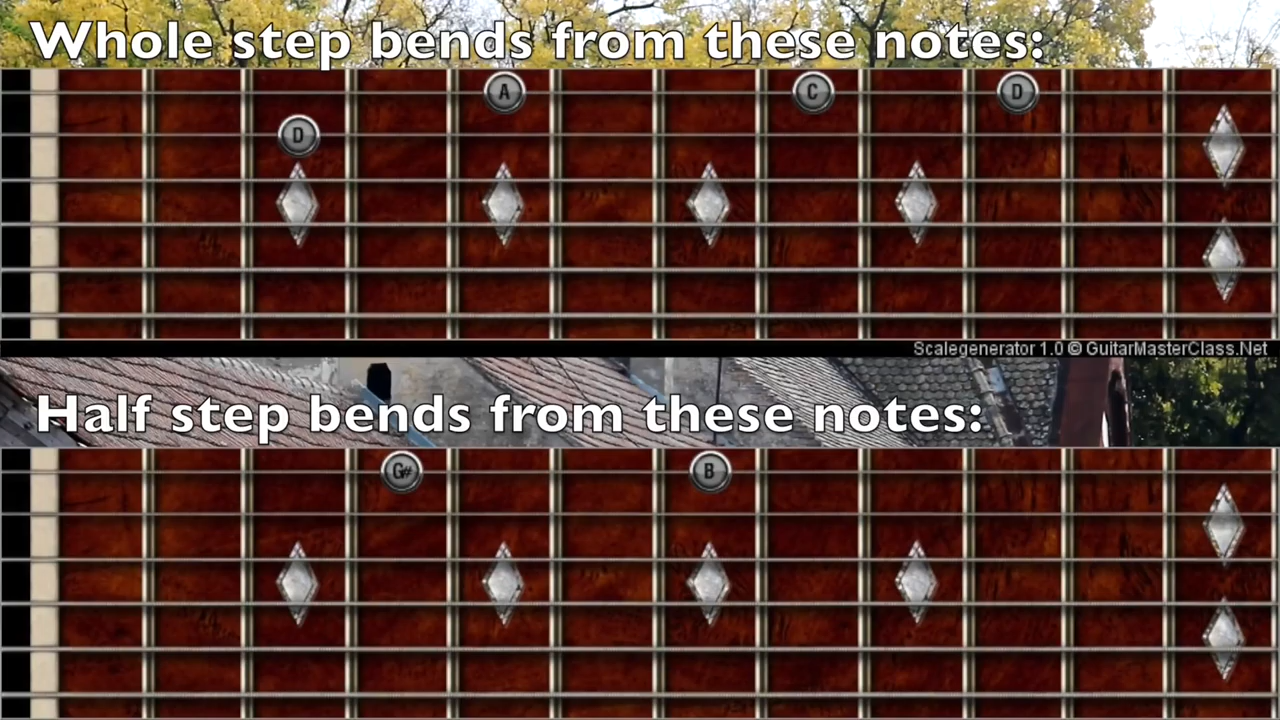 Whole step bends from these notes:
A C D
D
Scalegenerator 1.0 © GuitarMasterClass.Net
Half step bends from these notes:
G# B